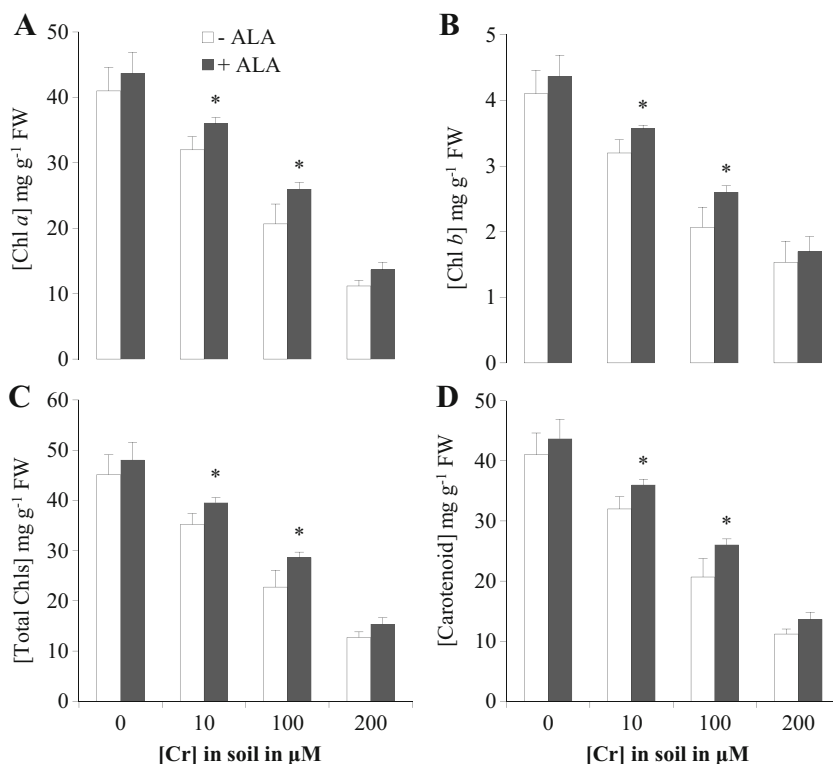 A
50
40
30
20
10
0
[Chl a] mg g-1 FW
- ALA
+ ALA
*
*
B
5
4
3
2
1
0
[Chl b] mg g-1 FW
*
*
C
60
50
40
30
20
10
0
[Total Chls] mg g-1 FW
*
*
0 10 100 200
[Cr] in soil in µM
D
50
40
30
20
10
0
[Carotenoid] mg g-1 FW
*
*
0 10 100 200
[Cr] in soil in µM